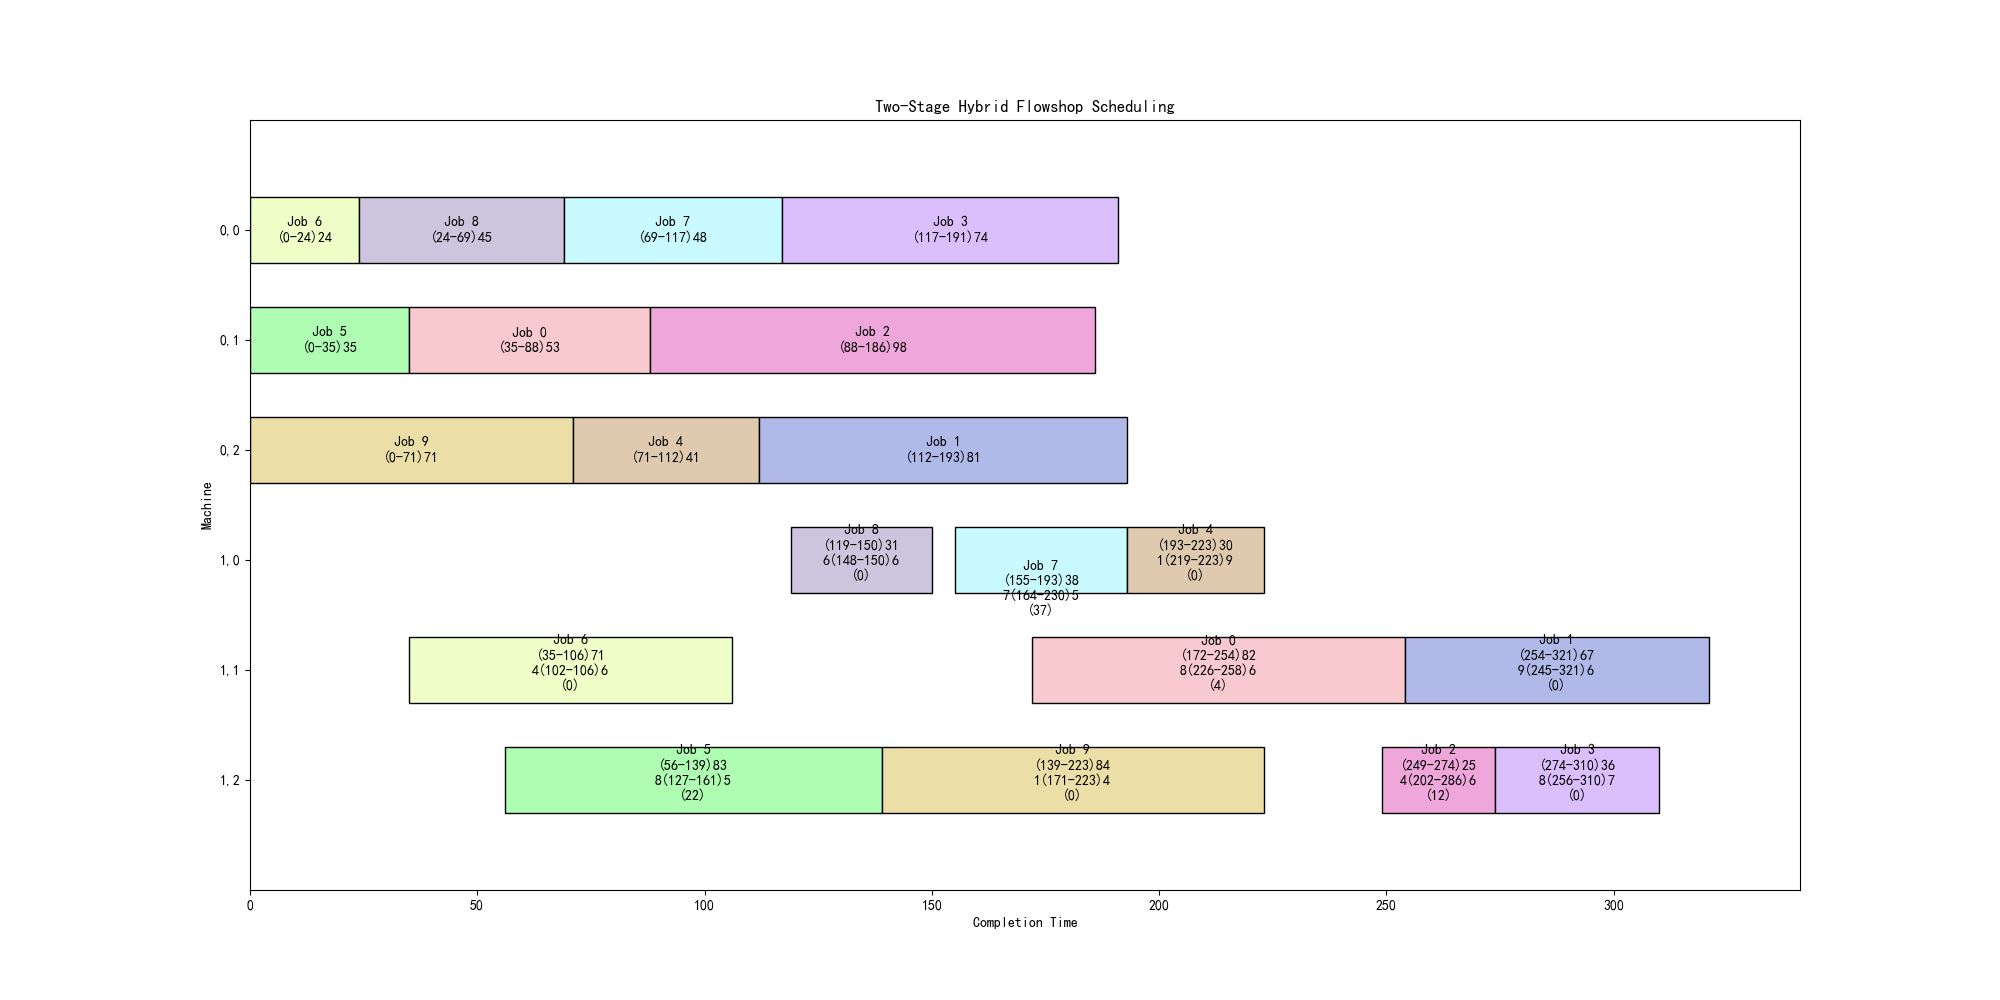 Two-Stage Hybrid Flowshop Scheduling
0,0
Job 6
(0-24)24
Job 8
(24-69)45
Job 7
(69-117)48
Job 3
(117-191)74
0,1
Job 5
(0-35)35
Job 0
(35-88)53
Job 2
(88-186)98
0,2
Job 9
(0-71)71
Job 4
(71-112)41
Job 1
(112-193)81
Machine
1,0
Job 8
(119-150)31
6(148-150)6
(0)
Job 7
(155-193)38
7(164-230)5
(37)
Job 4
(193-223)30
1(219-223)9
(0)
1,1
Job 6
(35-106)71
4(102-106)6
(0)
Job 0
(172-254)82
8(226-258)6
(4)
Job 1
(254-321)67
9(245-321)6
(0)
1,2
Job 5
(56-139)83
8(127-161)5
(22)
Job 9
(139-223)84
1(171-223)4
(0)
Job 2
(249-274)25
4(202-286)6
(12)
Job 3
(274-310)36
8(256-310)7
(0)
0
50
100
150
200
250
300
Completion Time